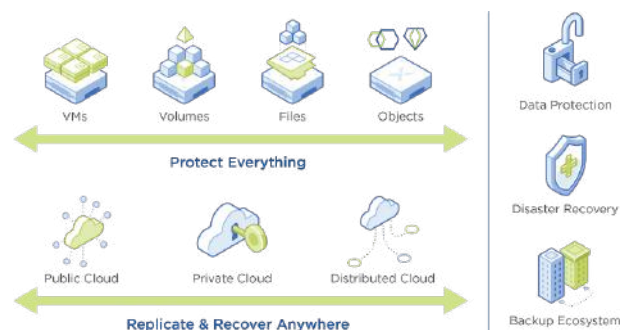 VMs
Volumes
Files
Objects
Protect Everything
Public Cloud
Private Cloud
Distributed Cloud
Replicate & Recover Anywhere
Data Protection
Disaster Recovery
Backup Ecosystem